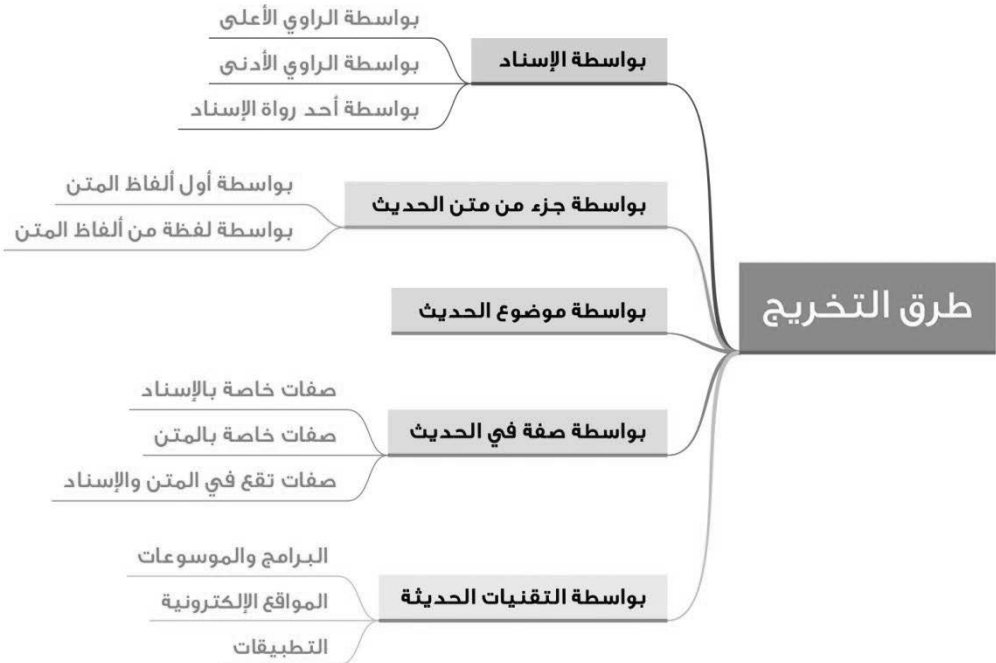 طرق التخريج
بواسطة الإسناد
بواسطة الراوي الأعلى
بواسطة الراوي الأدنى
بواسطة أحد رواة الإسناد
بواسطة جزء من متن الحديث
بواسطة أول ألفاظ المتن
بواسطة لفظة من ألفاظ المتن
بواسطة موضوع الحديث
بواسطة صفة في الحديث
صفات خاصة بالإسناد
صفات خاصة بالمتن
صفات تقع في المتن والإسناد
بواسطة التقنيات الحديثة
البرامج والموسوعات
المواقع الإلكترونية
التطبيقات